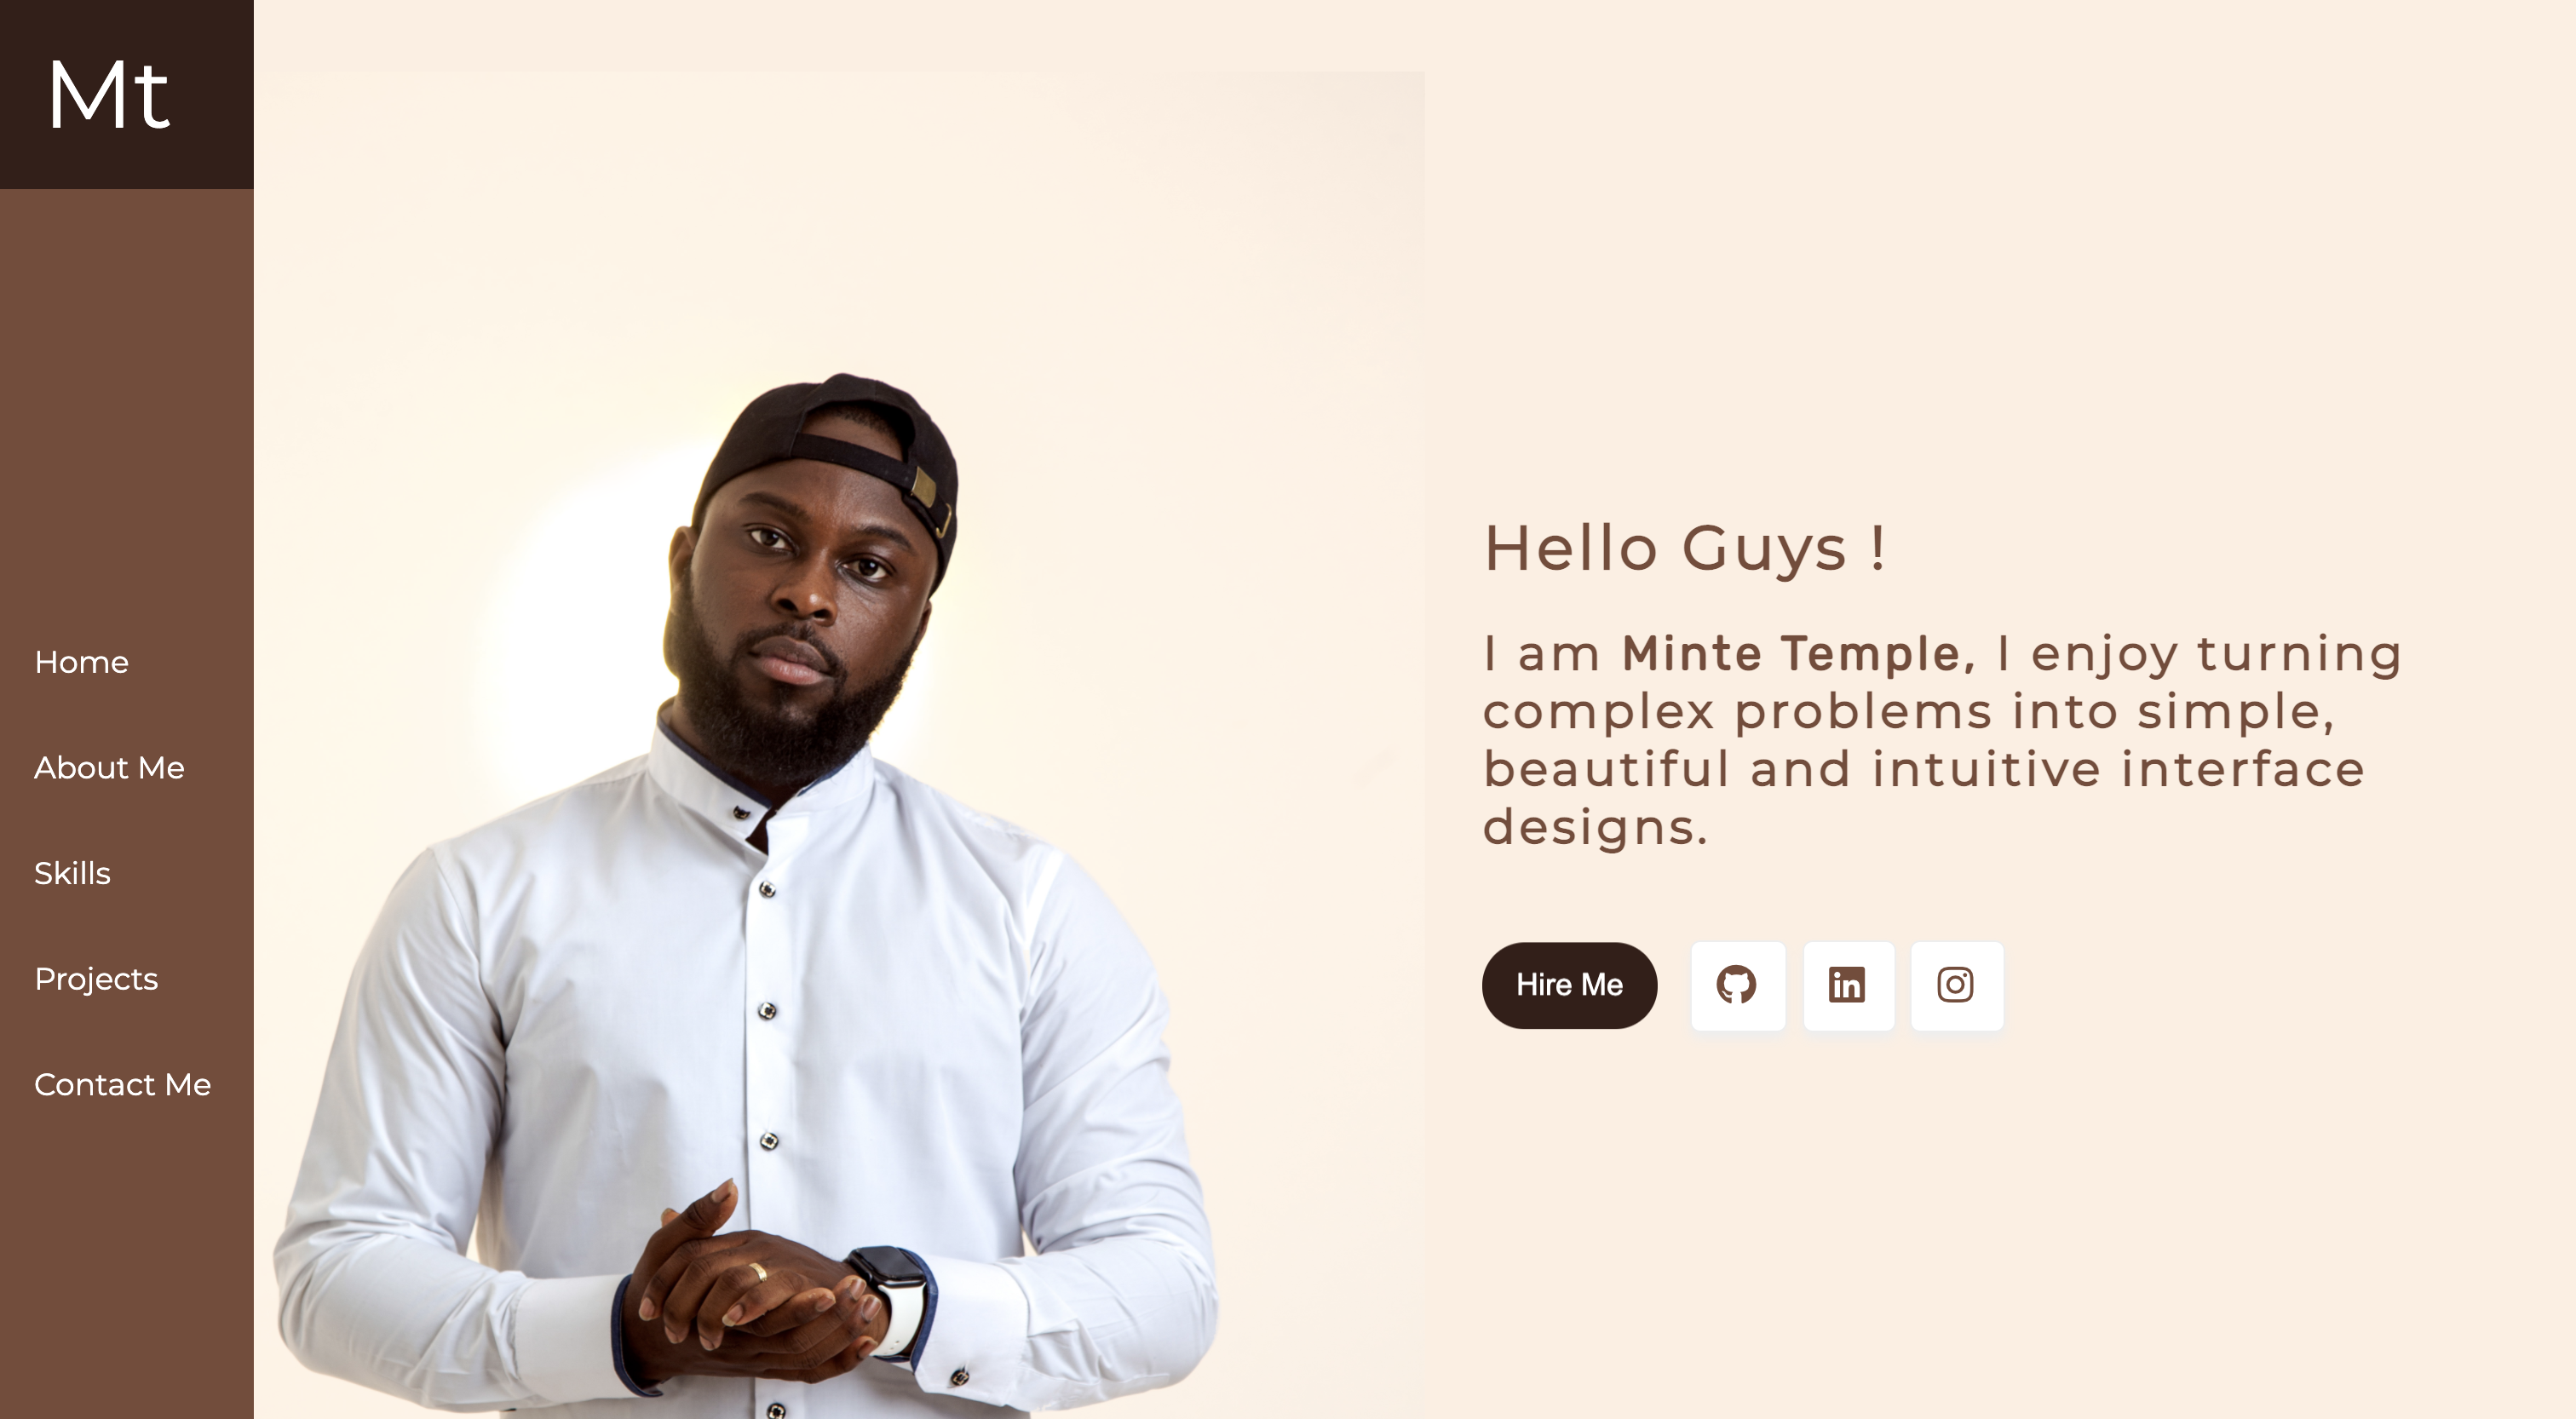 Mt
Home
About Me
Skills
Projects
Contact Me
Hello Guys !
I am Minte Temple, I enjoy turning
complex problems into simple,
beautiful and intuitive interface
designs.
Hire Me
in